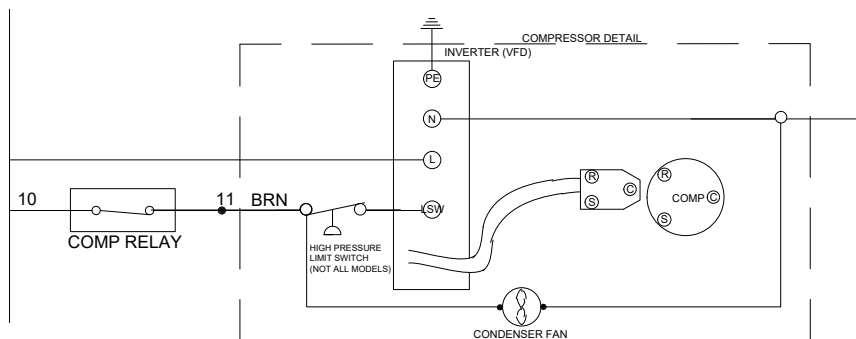 COMPRESSOR DETAIL
INVERTER (VFD)
PE
N
L
R
C
S
R
COMP C
S
10
11 BRN
LSW
COMP RELAY
HIGH PRESSURE
LIMIT SWITCH
(NOT ALL MODELS)
CONDENSER FAN